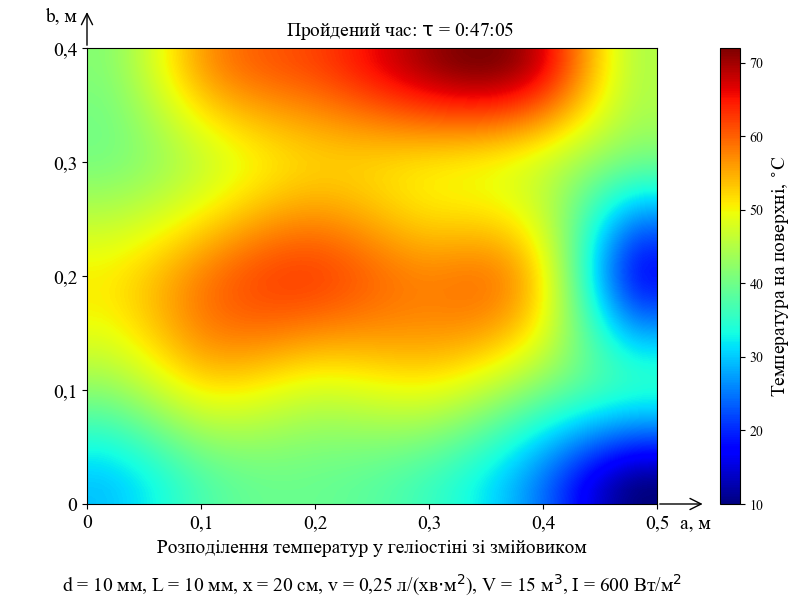 b, м
Пройдений час: τ = 0:47:05
0,4
0,3
0,2
0,1
0
0 0,1 0,2 0,3 0,4 0,5 a, м
70
60
50
40
30
20
10
Температура на поверхні, °C
Розподілення температур у геліостіні зі змійовиком
d = 10 мм, L = 10 мм, x = 20 см, v = 0,25 л/(хв·м²), V = 15 м³, I = 600 Вт/м²